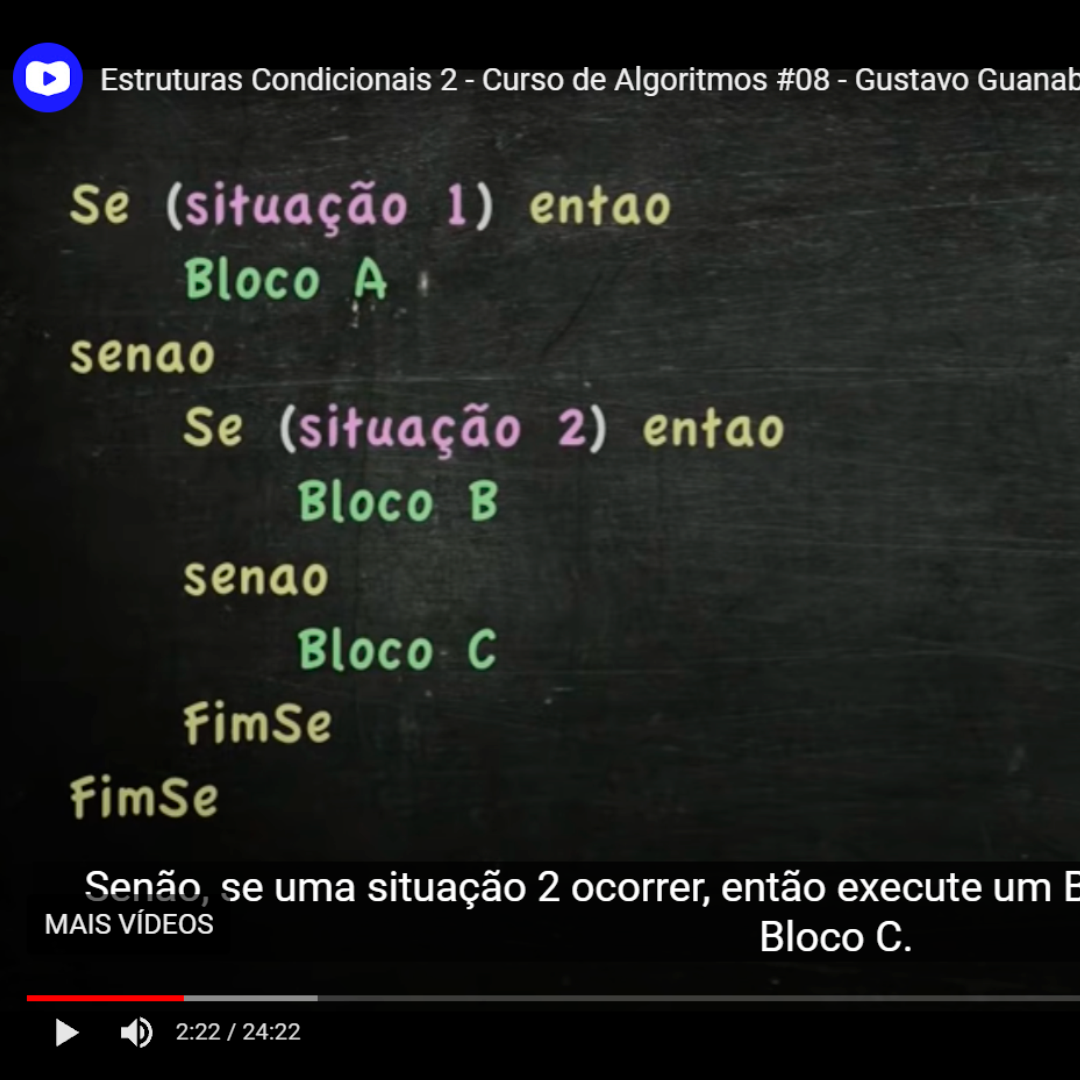 Estruturas Condicionais 2 - Curso de Algoritmos #08 - Gustavo Guanab
Se (situação 1) entao
Bloco A
senao
Se (situação 2) entao
Bloco B
senao
Bloco C
FimSe
FimSe
Senão, se uma situação 2 ocorrer, então execute um B
Bloco C.
MAIS VÍDEOS
2:22 / 24:22